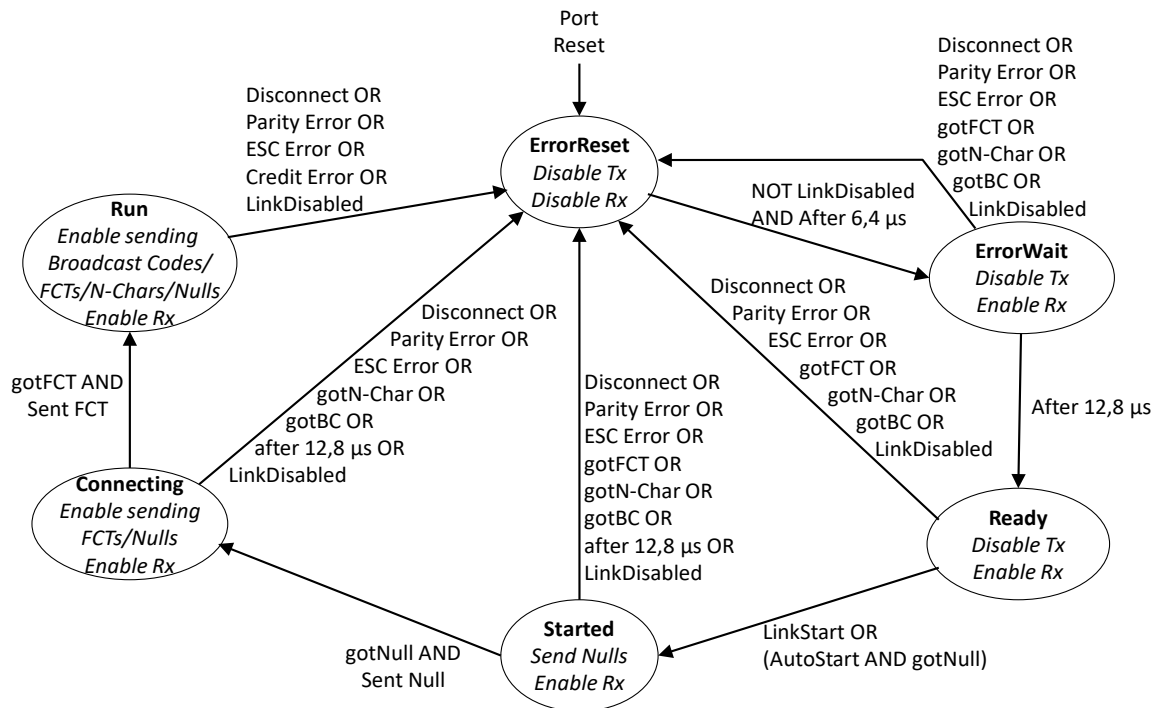 Port
Reset
Disconnect OR
Parity Error OR
ESC Error OR
gotFCT OR
gotN-Char OR
gotBC OR
LinkDisabled
Disconnect OR
Parity Error OR
ESC Error OR
Credit Error OR
LinkDisabled
ErrorReset
Disable Tx
Disable Rx
NOT LinkDisabled
AND After 6,4 μs
Run
Enable sending
Broadcast Codes/
FCTs/N-Chars/Nulls
Enable Rx
ErrorWait
Disable Tx
Enable Rx
Disconnect OR
Parity Error OR
ESC Error OR
gotN-Char OR
gotBC OR
after 12,8 μs OR
LinkDisabled
Disconnect OR
Parity Error OR
ESC Error OR
gotFCT OR
gotN-Char OR
gotBC OR
after 12,8 μs OR
LinkDisabled
Disconnect OR
Parity Error OR
ESC Error OR
gotFCT OR
gotN-Char OR
gotBC OR
LinkDisabled
gotFCT AND
Sent FCT
After 12,8 μs
Connecting
Enable sending
FCTs/Nulls
Enable Rx
Ready
Disable Tx
Enable Rx
gotNull AND
Sent Null
Started
Send Nulls
Enable Rx
LinkStart OR
(AutoStart AND gotNull)